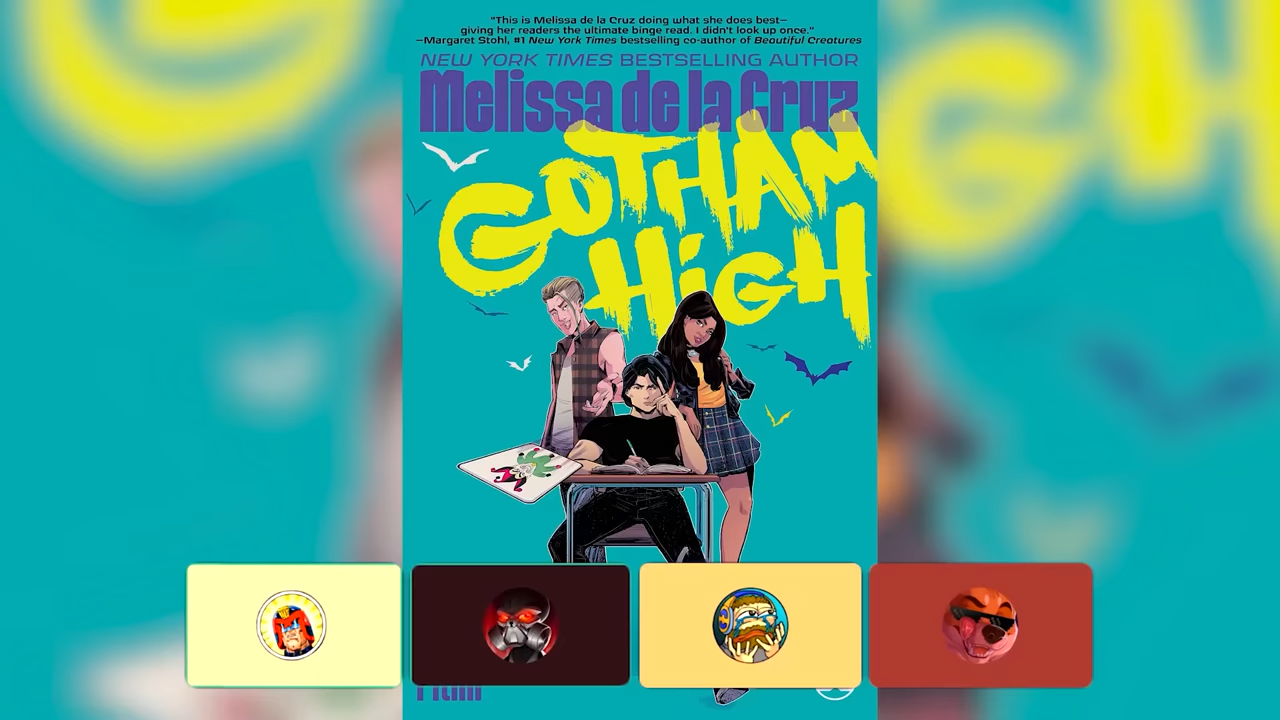 "This is Melissa de la Cruz doing what she does best—
giving her readers the ultimate binge read. I didn't look up once."
—Margaret Stohl, #1 New York Times bestselling co-author of Beautiful Creatures
NEW YORK TIMES BESTSELLING AUTHOR
Melissa de la Cruz
GOTHAM
HiGH